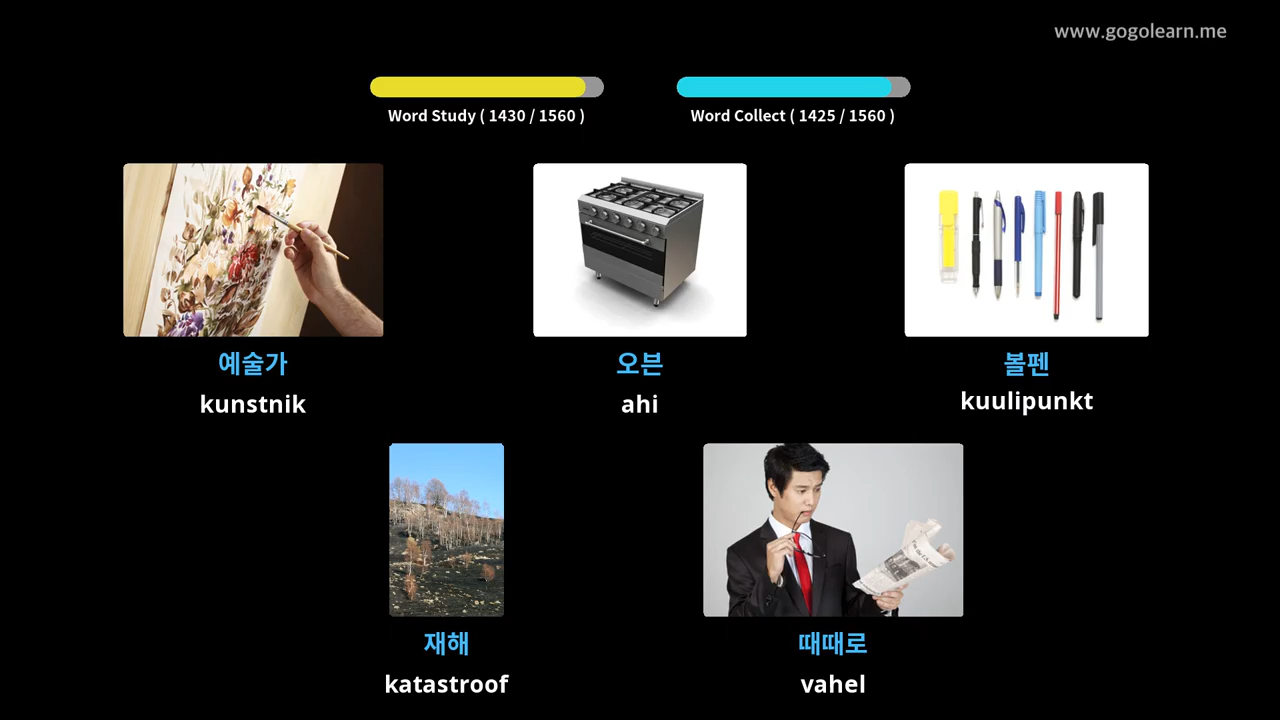 www.gogolearn.me
Word Study ( 1430 / 1560 )
Word Collect ( 1425 / 1560 )
예술가
kunstnik
오븐
ahi
볼펜
kuulipunkt
재해
katastroof
때때로
vahel